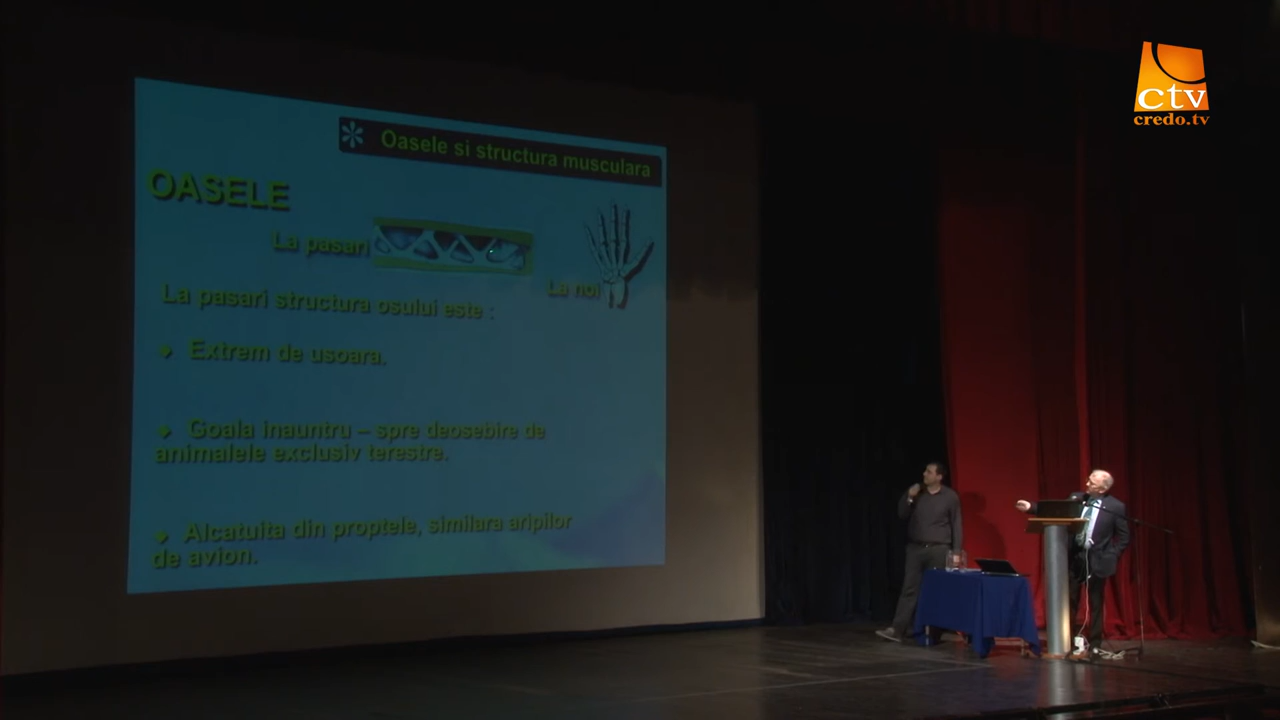 ctv
credo.tv
Oasele si structura musculara
OASELE
La pasari
La noi
La pasari structura osului este :
Extrem de usoara.
Goala inauntru – spre deosebire de
animalele exclusiv terestre.
Alcatuita din proptele, similara aripilor
de avion.